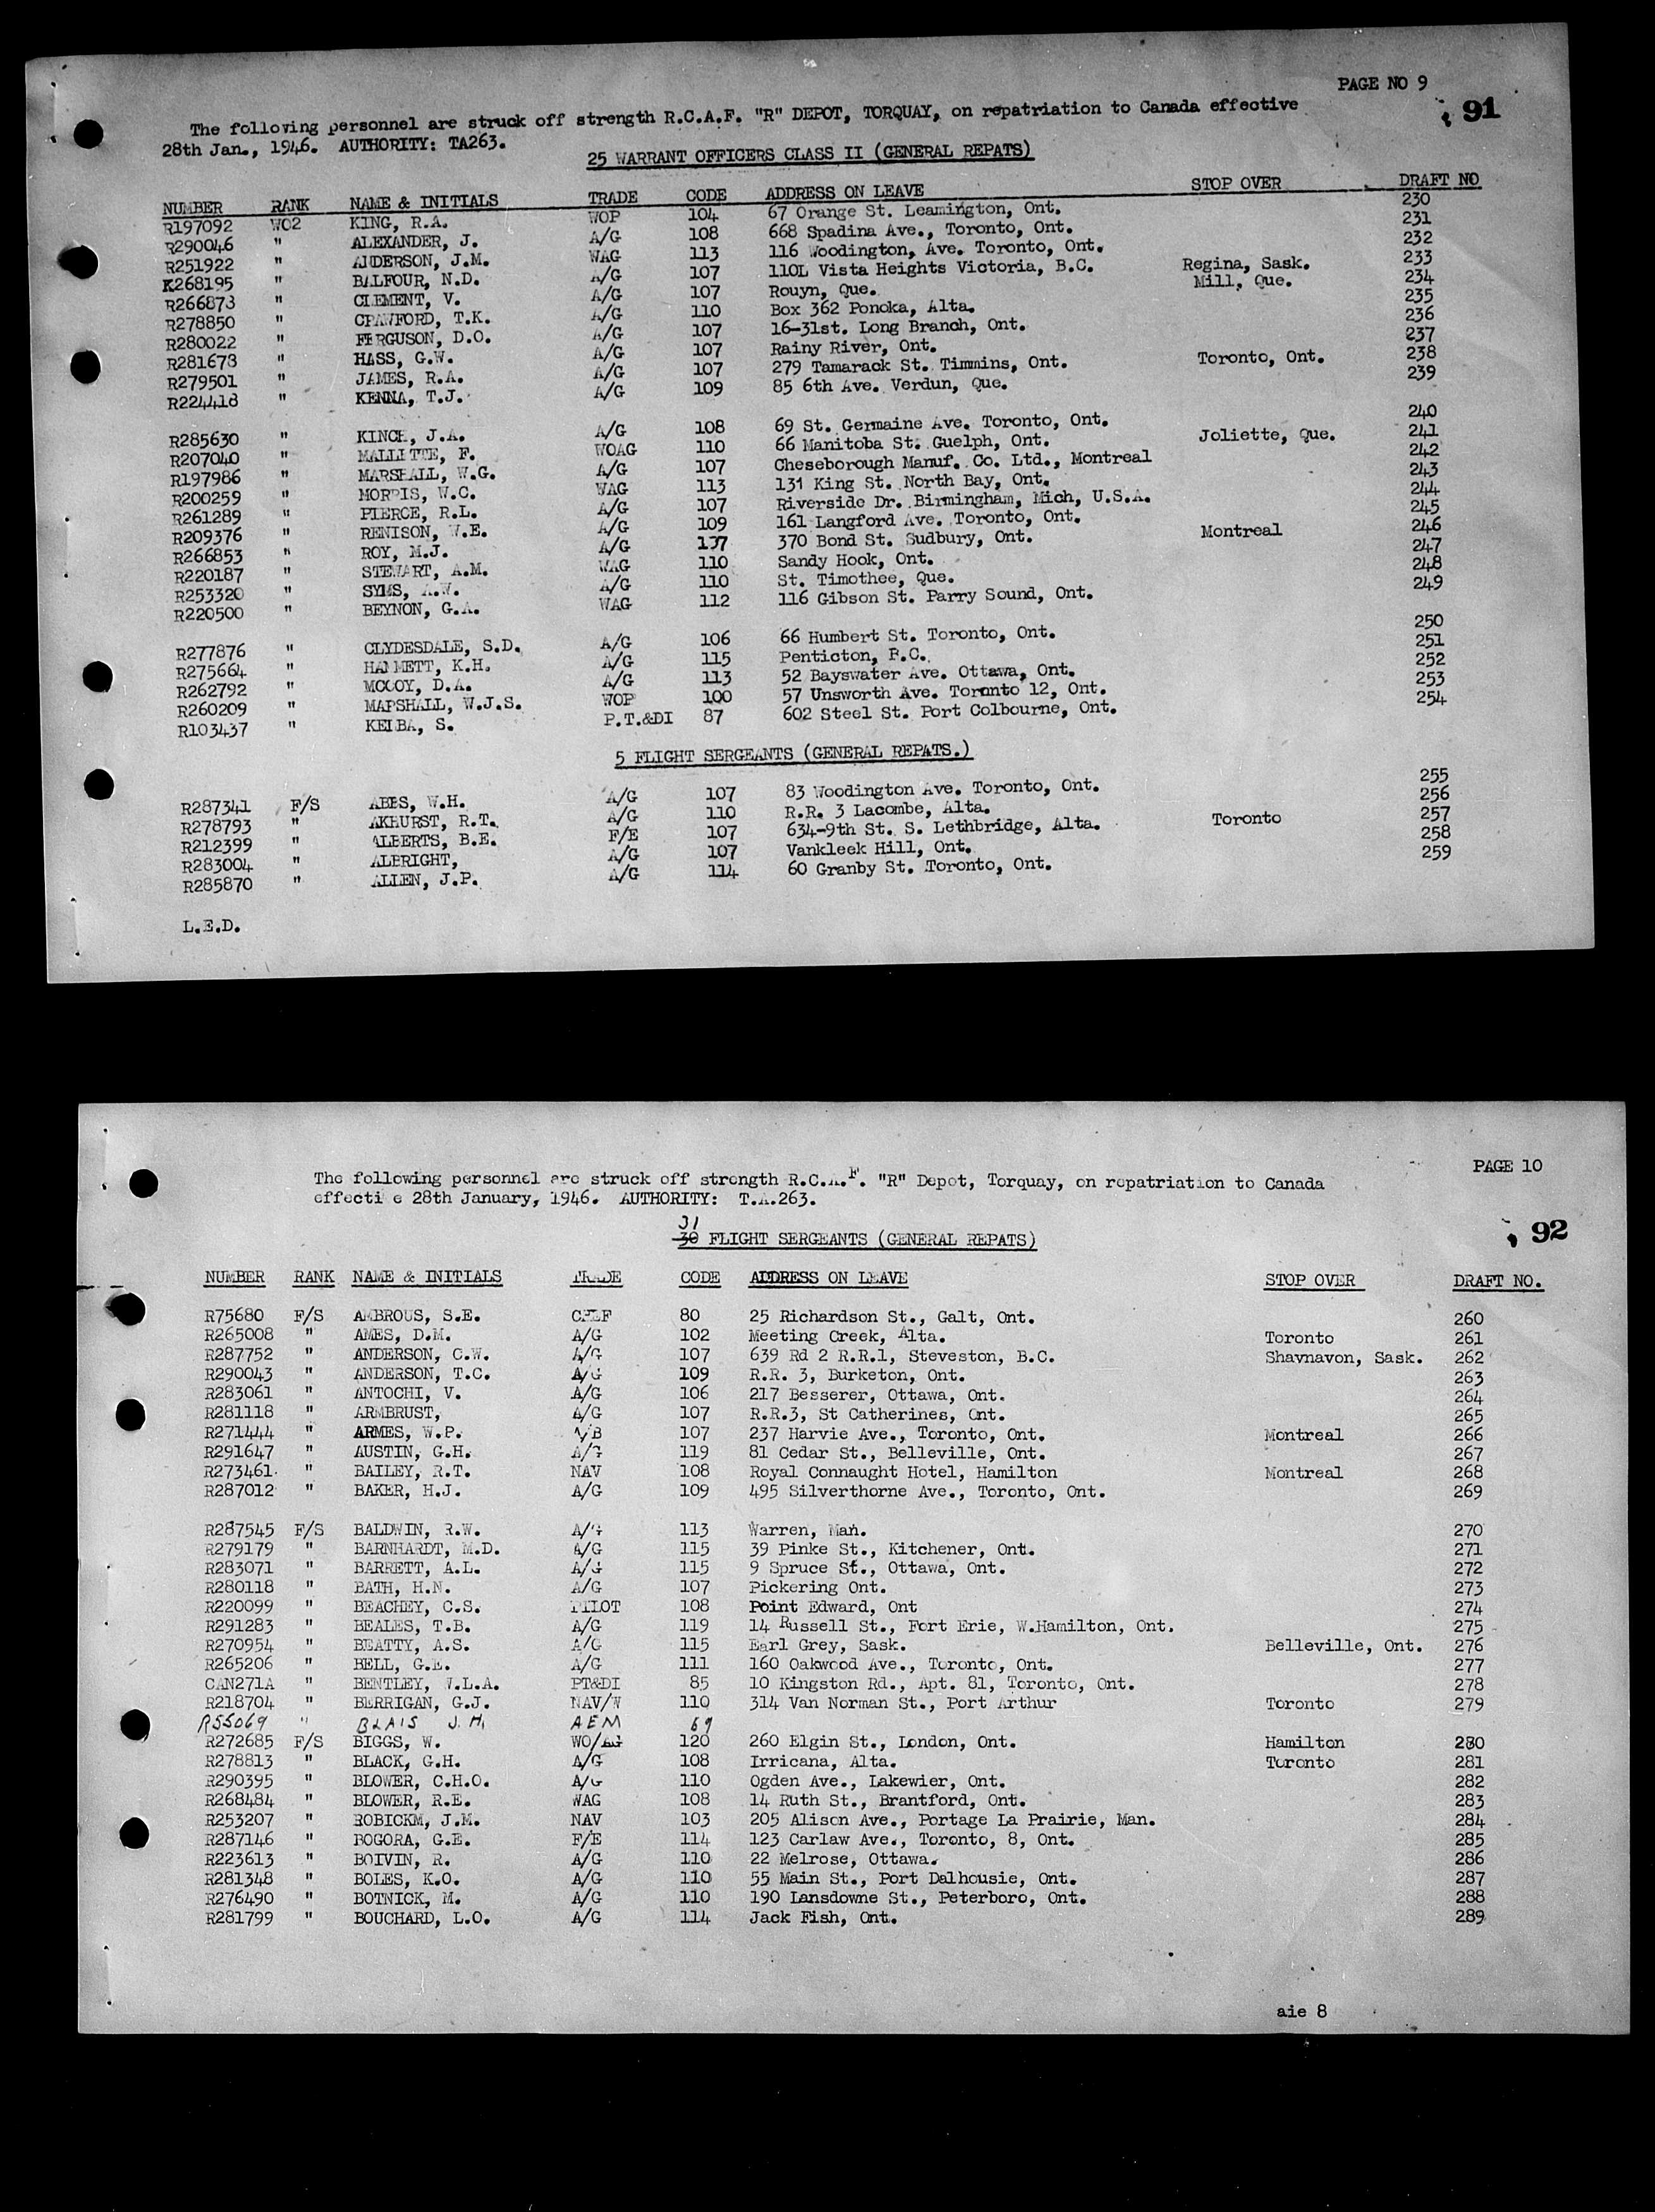 PAGE NO 9
91
The folloving personnel are struck off strength R.C.A.F. "R" DEPOT, TORQUAY, on repatriation to Canada effective
28th Jan., 1946. AUTHORITY: TA263.
25 WARRANT OFFICERS CLASS II (GENERAL REPATS)
NUMBER RANK NAME & INITIALS TRADE CODE ADDRESS ON LEAVE STOP OVER DRAFT NO
R197092 WO2 KING, R.A. WOP 104 67 Orange St. Leamington, Ont. 230
R290046 " ALEXANDER, J. A/G 108 668 Spadina Ave., Toronto, Ont. 231
R251922 " ANDERSON, J.M. WAG 113 116 Woodington, Ave. Toronto, Ont. 232
K268195 " BALFOUR, N.D. A/G 107 110L Vista Heights Victoria, B.C. Regina, Sask. 233
R266873 " CLEMENT, V. A/G 107 Rouyn, Que. Mill, Que. 234
R278850 " CRAWFORD, T.K. A/G 110 Box 362 Ponoka, Alta. 235
R280022 " FERGUSON, D.O. A/G 107 16-31st. Long Branch, Ont. 236
R281673 " HASS, G.W. A/G 107 Rainy River, Ont. 237
R279501 " JAMES, R.A. A/G 107 279 Tamarack St. Timmins, Ont. Toronto, Ont. 238
R224418 " KENNA, T.J. A/G 109 85 6th Ave. Verdun, Que. 239
R285630 " KINCH, J.A. A/G 108 69 St. Germaine Ave. Toronto, Ont. 240
R207040 " MALLITTE, F. WOAG 110 66 Manitoba St. Guelph, Ont. Joliette, Que. 241
R197986 " MARSHALL, W.G. A/G 107 Cheseborough Manuf. Co. Ltd., Montreal 242
R200259 " MORRIS, W.C. WAG 113 131 King St. North Bay, Ont. 243
R261289 " PIERCE, R.L. A/G 107 Riverside Dr. Birmingham, Mich, U.S.A. 244
R209376 " RENISON, W.E. A/G 109 161 Langford Ave. Toronto, Ont. 245
R266853 " ROY, M.J. A/G 107 370 Bond St. Sudbury, Ont. Montreal 246
R220187 " STEWART, A.M. WAG 110 Sandy Hook, Ont. 247
R253320 " SYMS, A.W. A/G 110 St. Timothee, Que. 248
R220500 " BEYNON, G.A. WAG 112 116 Gibson St. Parry Sound, Ont. 249
R277876 " CLYDESDALE, S.D. A/G 106 66 Humbert St. Toronto, Ont. 250
R275664 " HAMMETT, K.H. A/G 115 Penticton, B.C. 251
R262792 " MCCOY, D.A. A/G 113 52 Bayswater Ave. Ottawa, Ont. 252
R260209 " MARSHALL, W.J.S. WOP 100 57 Unsworth Ave. Toronto 12, Ont. 253
R103437 " KELBA, S. P.T.&DI 87 602 Steel St. Port Colbourne, Ont. 254
5 FLIGHT SERGEANTS (GENERAL REPATS.)
R287341 F/S ABBS, W.H. A/G 107 83 Woodington Ave. Toronto, Ont. 255
R278793 " AKHURST, R.T. A/G 110 R.R. 3 Lacombe, Alta. 256
R212399 " ALBERTS, B.E. F/E 107 634-9th St. S. Lethbridge, Alta. Toronto 257
R283004 " ALBRIGHT, A/G 107 Vankleek Hill, Ont. 258
R285870 " ALLEN, J.P. A/G 114 60 Granby St. Toronto, Ont. 259
L.E.D.
PAGE 10
The following personnel are struck off strength R.C.A.F. "R" Depot, Torquay, on repatriation to Canada
effecti e 28th January, 1946. AUTHORITY: T.A.263.
92
31
30 FLIGHT SERGEANTS (GENERAL REPATS)
NUMBER RANK NAME & INITIALS TRADE CODE ADDRESS ON LEAVE STOP OVER DRAFT NO.
R75680 F/S AMBROUS, S.E. 80 25 Richardson St., Galt, Ont. 260
R265008 " AMES, D.M. A/G 102 Meeting Creek, Alta. Toronto 261
R287752 " ANDERSON, C.W. A/G 107 639 Rd 2 R.R.1, Steveston, B.C. Shavnavon, Sask. 262
R290043 " ANDERSON, T.C. A/G 109 R.R. 3, Burketon, Ont. 263
R283061 " ANTOCHI, V. A/G 106 217 Besserer, Ottawa, Ont. 264
R281118 " ARMBRUST, A/G 107 R.R.3, St Catherines, Ont. 265
R271444 " ARMES, W.P. A/B 107 237 Harvie Ave., Toronto, Ont. Montreal 266
R291647 " AUSTIN, G.H. A/G 119 81 Cedar St., Belleville, Ont. 267
R273461 " BAILEY, R.T. NAV 108 Royal Connaught Hotel, Hamilton Montreal 268
R287012 " BAKER, H.J. A/G 109 495 Silverthorne Ave., Toronto, Ont. 269
R287545 F/S BALDWIN, R.W. A/G 113 Warren, Man. 270
R279179 " BARNHARDT, M.D. A/G 115 39 Pinke St., Kitchener, Ont. 271
R283071 " BARRETT, A.L. A/G 115 9 Spruce St., Ottawa, Ont. 272
R280118 " BATH, H.N. A/G 107 Pickering Ont. 273
R220099 " BEACHEY, C.S. PILOT 108 Point Edward, Ont 274
R291283 " BEALES, T.B. A/G 119 14 Russell St., Fort Erie, W.Hamilton, Ont. 275
R270954 " BEATTY, A.S. A/G 115 Earl Grey, Sask. Belleville, Ont. 276
R265206 " BELL, G.E. A/G 111 160 Oakwood Ave., Toronto, Ont. 277
CAN271A " BENTLEY, W.L.A. PT&DI 85 10 Kingston Rd., Apt. 81, Toronto, Ont. 278
R218704 " BERRIGAN, G.J. NAV/W 110 314 Van Norman St., Port Arthur Toronto 279
R55069 " BLAIS J.H. AEM 69
R272685 F/S BIGGS, W. WO/AG 120 260 Elgin St., London, Ont. Hamilton 280
R278813 " BLACK, G.H. A/G 108 Irricana, Alta. Toronto 281
R290395 " BLOWER, C.H.O. A/G 110 Ogden Ave., Lakewier, Ont. 282
R268484 " BLOWER, R.E. WAG 108 14 Ruth St., Brantford, Ont. 283
R253207 " ROBICKM, J.M. NAV 103 205 Alison Ave., Portage La Prairie, Man. 284
R287146 " BOGORA, G.E. F/E 114 123 Carlaw Ave., Toronto, 8, Ont. 285
R223613 " BOIVIN, R. A/G 110 22 Melrose, Ottawa. 286
R281348 " BOLES, K.O. A/G 110 55 Main St., Port Dalhousie, Ont. 287
R276490 " BOTNICK, M. A/G 110 190 Lansdowne St., Peterboro, Ont. 288
R281799 " BOUCHARD, L.O. A/G 114 Jack Fish, Ont. 289
aie 8